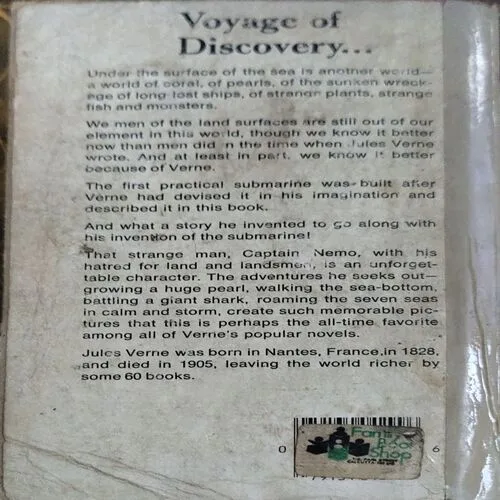 Voyage of
Discovery...
Under the surface of the sea is another world—
a world of coral, of pearls, of the sunken wreck-
age of long lost ships, of strange plants, strange
fish and monsters.
We men of the land surfaces are still out of our
element in this world, though we know it better
now than men did in the time when Jules Verne
wrote. And at least in part, we know it better
because of Verne.
The first practical submarine was built after
Verne had devised it in his imagination and
described it in this book.
And what a story he invented to go along with
his invention of the submarine!
That strange man, Captain Nemo, with his
hatred for land and landsmen, is an unforget-
table character. The adventures he seeks out—
growing a huge pearl, walking the sea-bottom,
battling a giant shark, roaming the seven seas
in calm and storm, create such memorable pic-
tures that this is perhaps the all-time favorite
among all of Verne's popular novels.
Jules Verne was born in Nantes, France,in 1828,
and died in 1905, leaving the world richer by
some 60 books.
0
6
Book
Shop